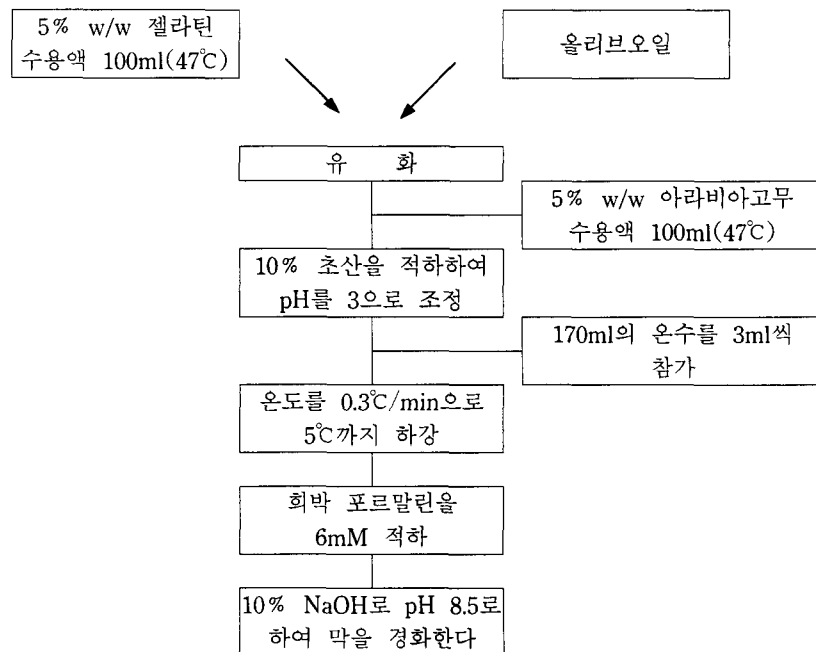 5% w/w 젤라틴
수용액 100ml(47℃)
올리브오일
유 화
5% w/w 아라비아고무
수용액 100ml(47℃)
10% 초산을 적하하여
pH를 3으로 조정
170ml의 온수를 3ml씩
참가
온도를 0.3℃/min으로
5℃까지 하강
희박 포르말린을
6mM 적하
10% NaOH로 pH 8.5로
하여 막을 경화한다